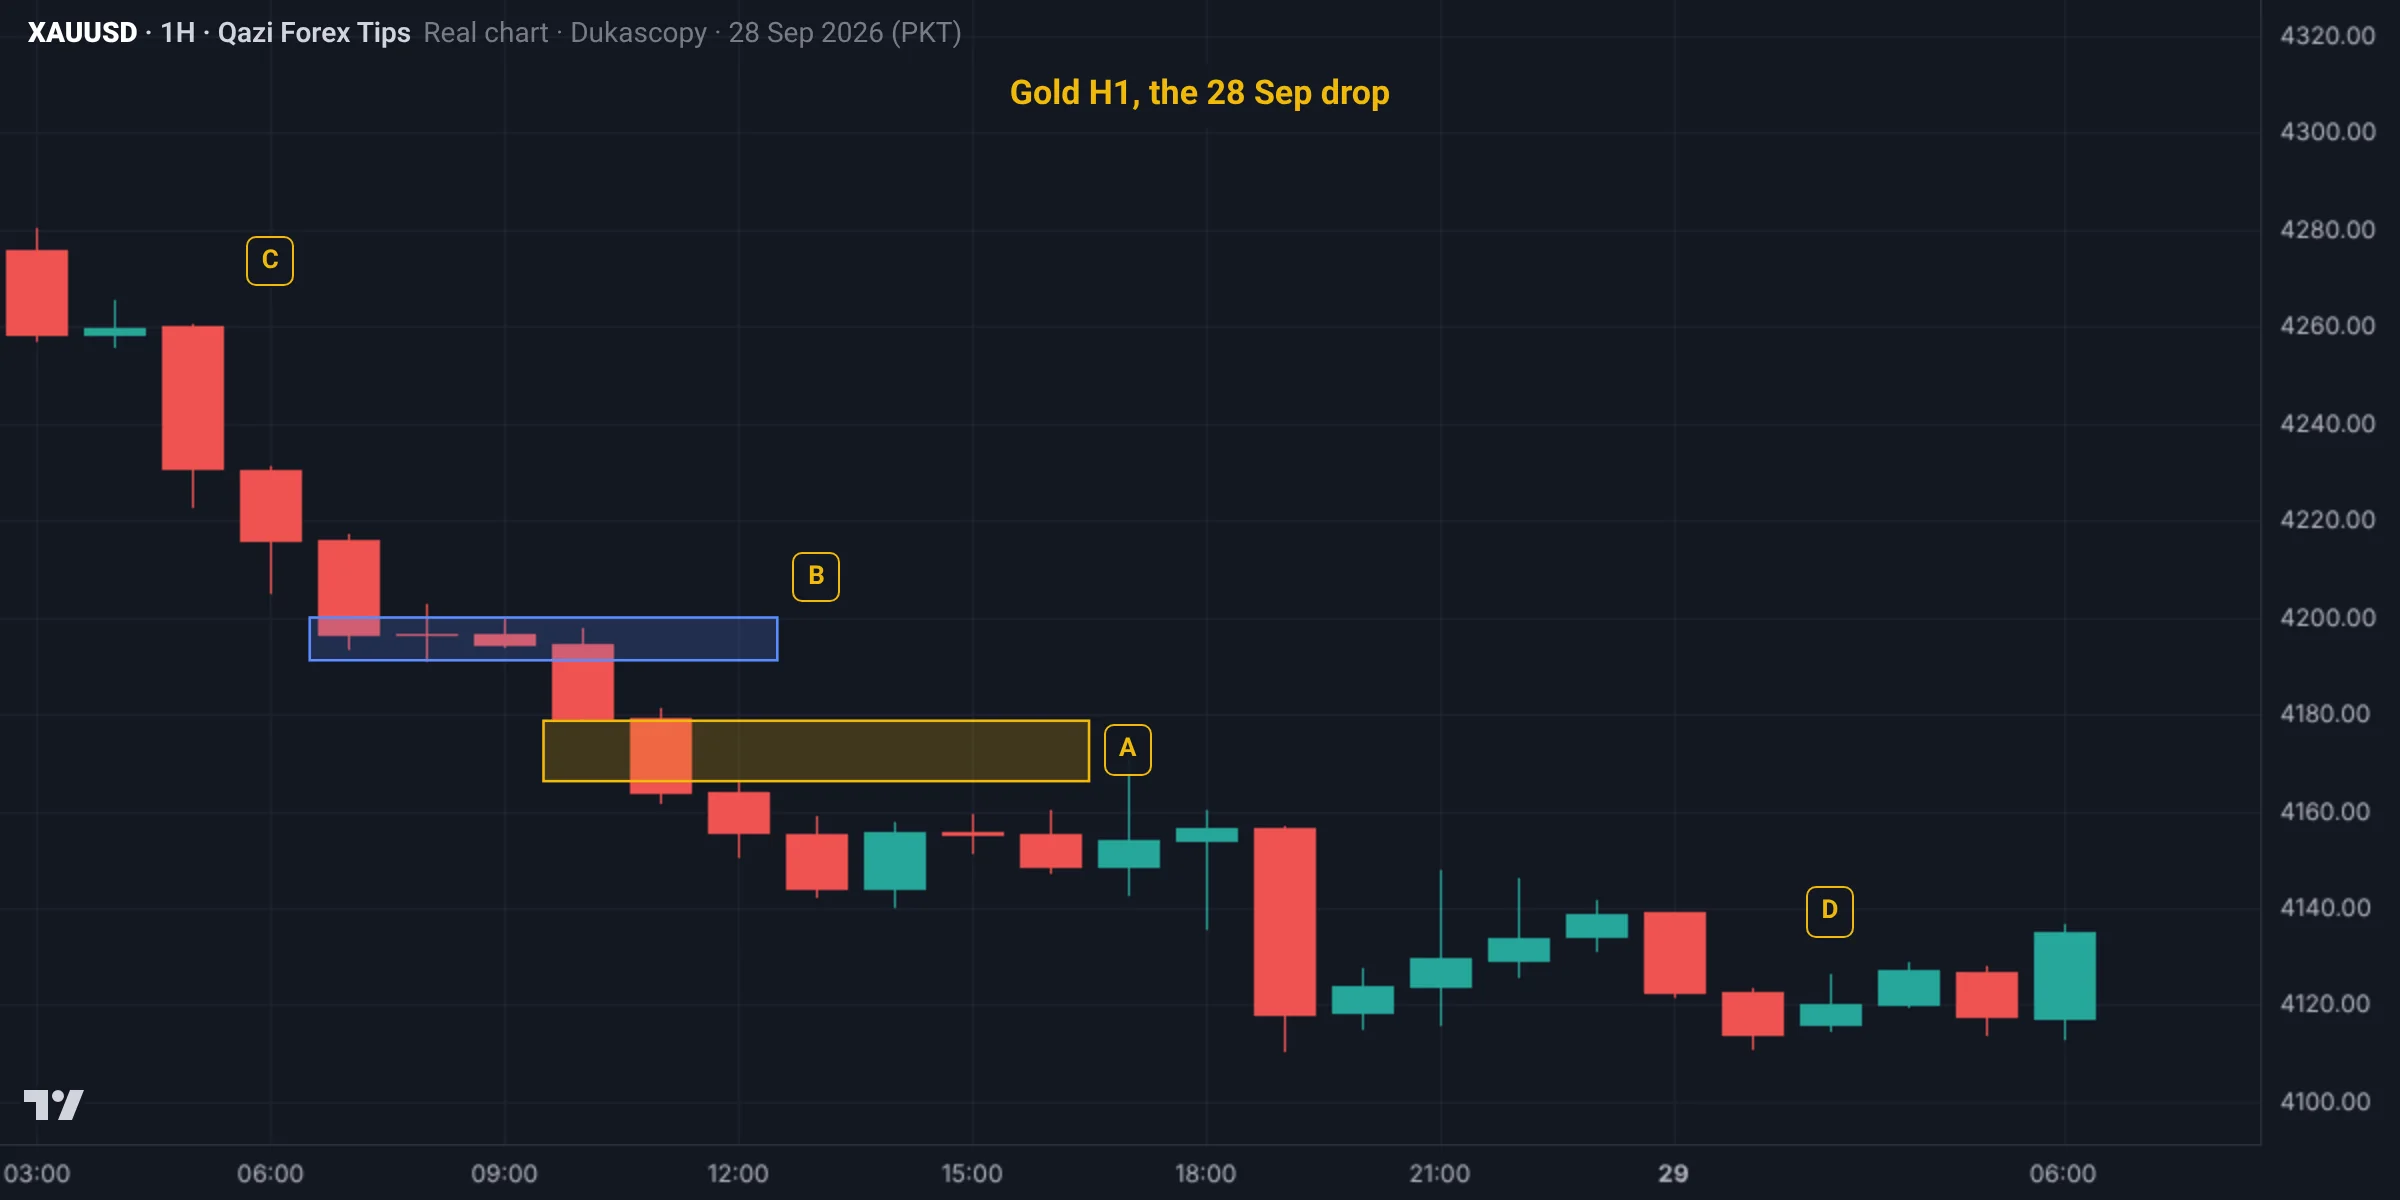 XAUUSD · 1H · Qazi Forex Tips Real chart · Dukascopy · 28 Sep 2026 (PKT)
Gold H1, the 28 Sep drop
4320.00
4300.00
4280.00
C
4260.00
4240.00
4220.00
B
4200.00
4180.00
A
4160.00
D
4140.00
4120.00
4100.00
03:00 06:00 09:00 12:00 15:00 18:00 21:00 29 06:00